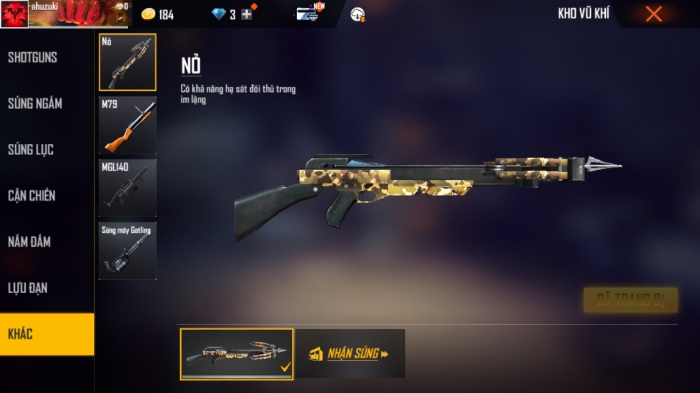 ahuzuki
0
184
3
NEW
KHO VŨ KHÍ
SHOTGUNS
SÚNG NGẮM
SÚNG LỤC
CẬN CHIẾN
NẮM ĐẤM
LỰU ĐẠN
KHÁC
Nỏ
M79
MGL140
Súng máy Gatling
NỎ
Có khả năng hạ sát đối thủ trong
im lặng
ĐÃ TRANG BỊ
NHẬN SÚNG